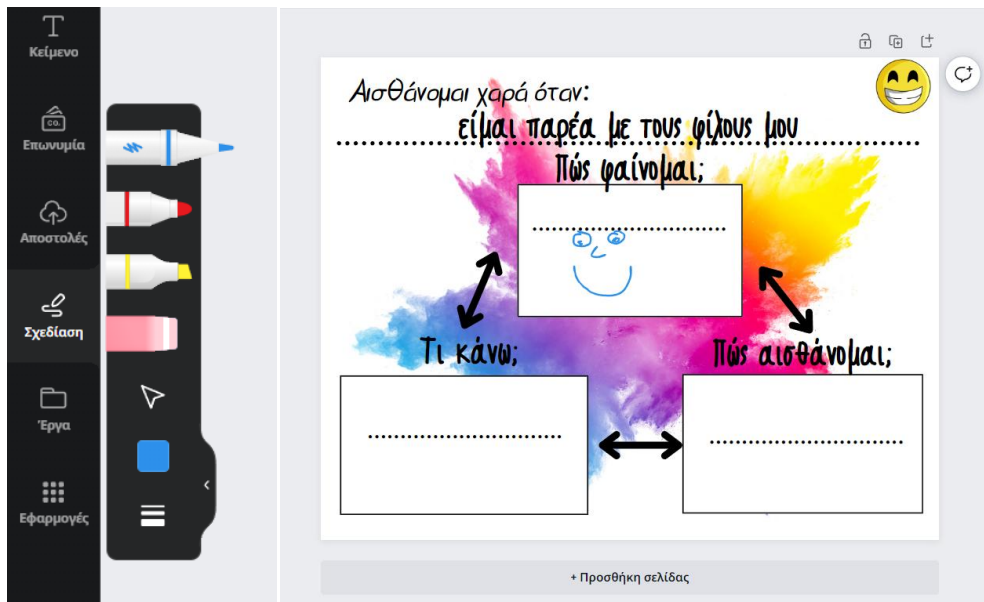 Κείμενο
CO.
Επωνυμία
Αποστολές
Σχεδίαση
Έργα
Εφαρμογές
Αισθάνομαι χαρά όταν:
είμαι παρέα με τους φίλους μου
Πώς φαίνομαι;
Τι κάνω;
Πώς αισθάνομαι;
+ Προσθήκη σελίδας